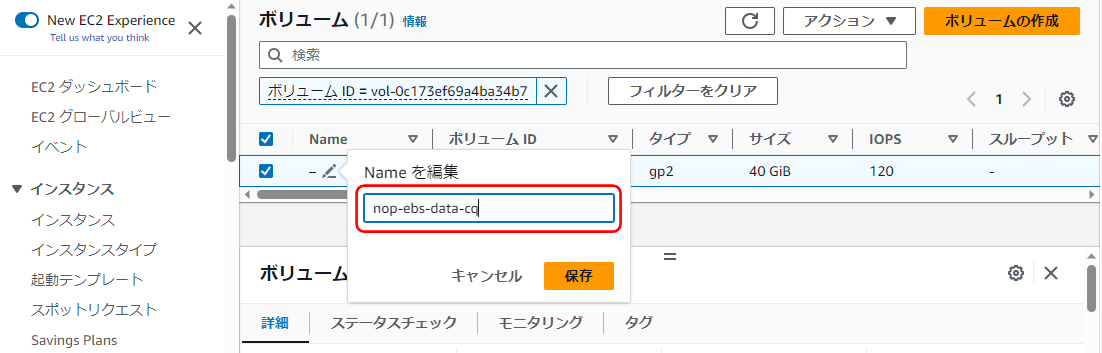 New EC2 Experience
Tell us what you think
EC2 ダッシュボード
EC2 グローバルビュー
イベント
インスタンス
インスタンス
インスタンスタイプ
起動テンプレート
スポットリクエスト
Savings Plans
ボリューム (1/1) 情報
アクション
ボリュームの作成
検索
ボリューム ID = vol-0c173ef69a4ba34b7
フィルターをクリア
1
Name ボリューム ID タイプ サイズ IOPS スループット
– gp2 40 GiB 120 -
Name を編集
nop-ebs-data-cq
キャンセル 保存
ボリューム
詳細 ステータスチェック モニタリング タグ